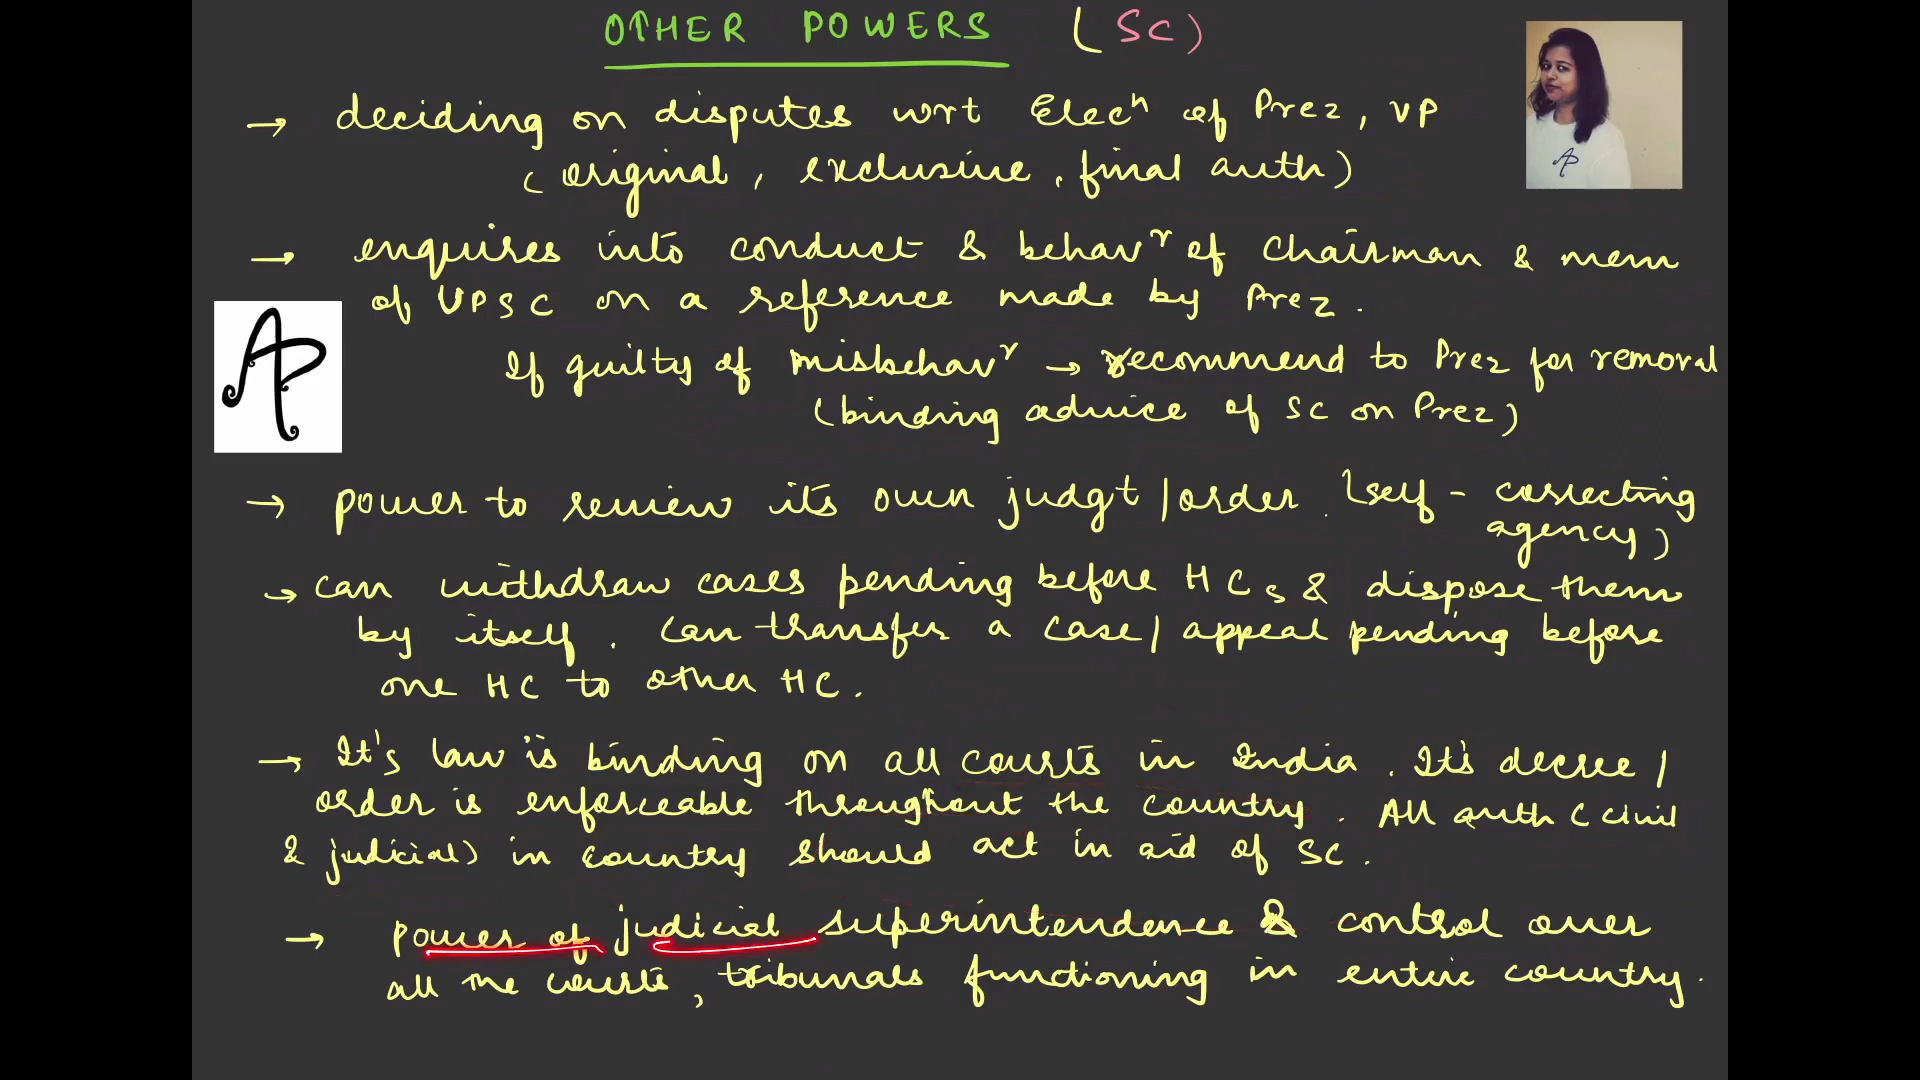 OTHER POWERS (SC)
→ deciding on disputes wrt Elecⁿ of Prez, VP
(original, exclusive, final auth)
→ enquires into conduct & behavʳ of Chairman & mem
of UPSC on a reference made by Prez.
If guilty of misbehavʳ → recommend to Prez for removal
(binding advice of SC on Prez)
→ power to review its own judgt/order. (self-correcting
agency)
→ can withdraw cases pending before HCs & dispose them
by itself. Can transfer a case/appeal pending before
one HC to other HC.
→ It's law is binding on all courts in India. It's decree/
order is enforceable throughout the country. All auth (civil
& judicial) in country should act in aid of SC.
→ power of judicial superintendence & control over
all the courts, tribunals functioning in entire country.
AP
AP